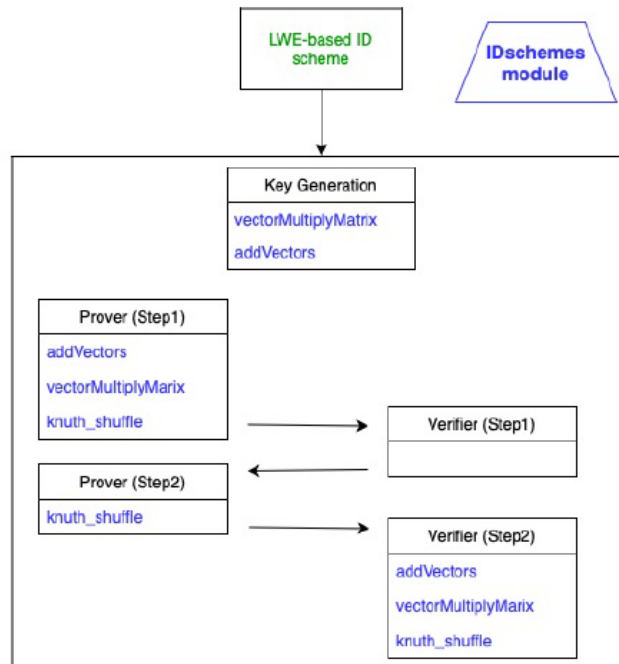 LWE-based ID
scheme
IDschemes
module
Key Generation
vectorMultiplyMatrix
addVectors
Prover (Step1)
addVectors
vectorMultiplyMarix
knuth_shuffle
Verifier (Step1)
Prover (Step2)
knuth_shuffle
Verifier (Step2)
addVectors
vectorMultiplyMarix
knuth_shuffle